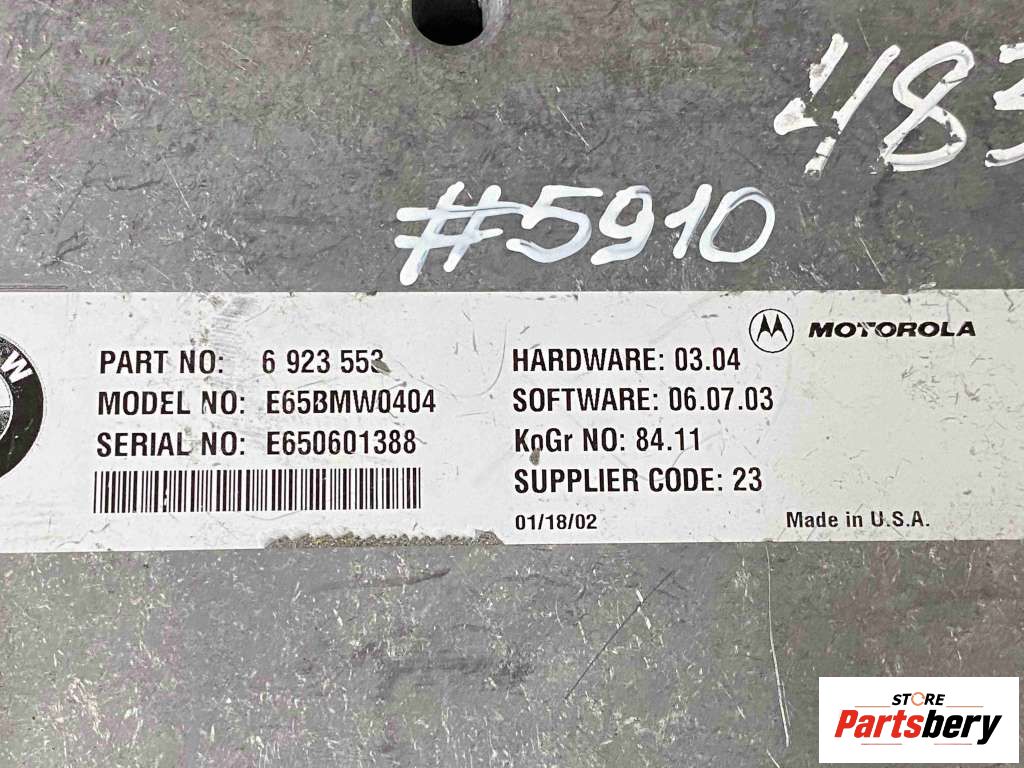 483
#5910
MOTOROLA
PART NO: 6 923 553
MODEL NO: E65BMW0404
SERIAL NO: E650601388
HARDWARE: 03.04
SOFTWARE: 06.07.03
KoGr NO: 84.11
SUPPLIER CODE: 23
01/18/02
Made in U.S.A.
STORE
Partsbery